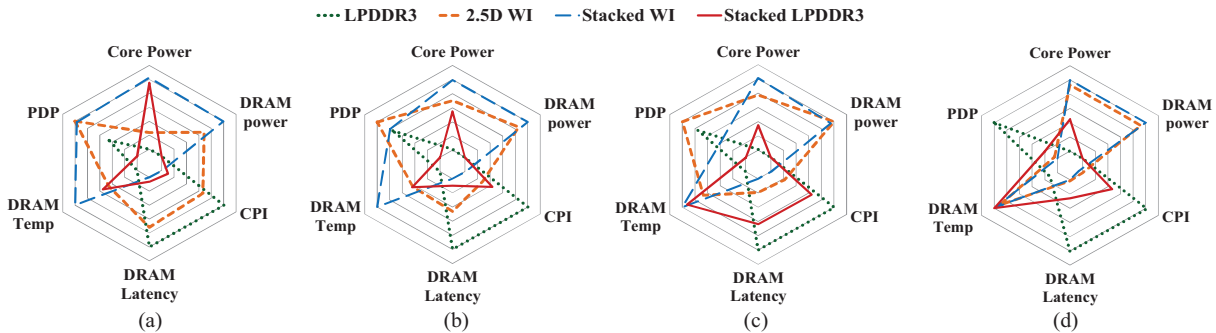 LPDDR3 2.5D WI Stacked WI Stacked LPDDR3
Core Power Core Power Core Power Core Power
PDP DRAM power PDP DRAM power PDP DRAM power PDP DRAM power
DRAM Temp CPI DRAM Temp CPI DRAM Temp CPI DRAM Temp CPI
DRAM DRAM DRAM DRAM
Latency Latency Latency Latency
(a) (b) (c) (d)